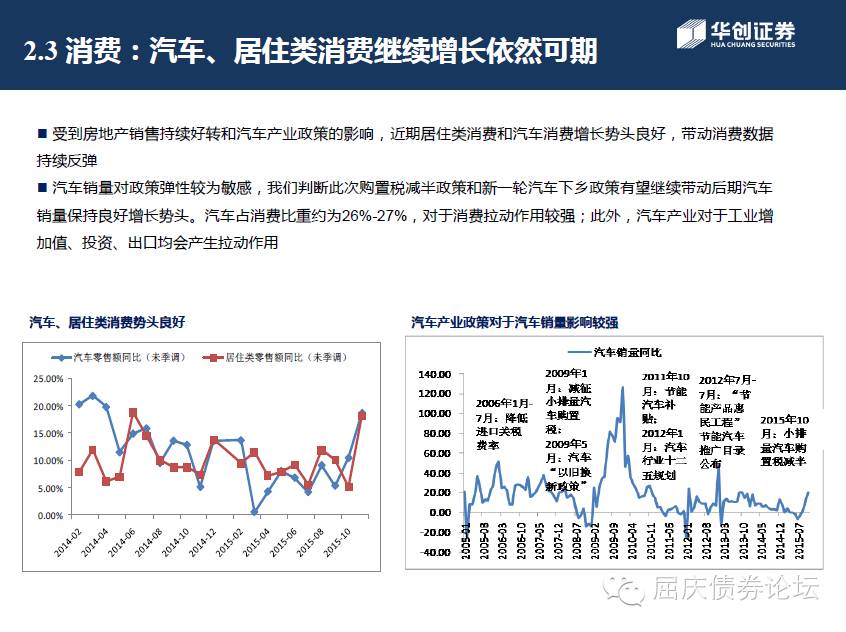 2.3 消费：汽车、居住类消费继续增长依然可期
华创证券
HUA CHUANG SECURITIES
■ 受到房地产销售持续好转和汽车产业政策的影响，近期居住类消费和汽车消费增长势头良好，带动消费数据
持续反弹
■ 汽车销量对政策弹性较为敏感，我们判断此次购置税减半政策和新一轮汽车下乡政策有望继续带动后期汽车
销量保持良好增长势头。汽车占消费比重约为26%-27%，对于消费拉动作用较强；此外，汽车产业对于工业增
加值、投资、出口均会产生拉动作用
汽车、居住类消费势头良好
汽车零售额同比（未季调）
居住类零售额同比（未季调）
25.00%
20.00%
15.00%
10.00%
5.00%
0.00%
2014-02
2014-04
2014-06
2014-08
2014-10
2014-12
2015-02
2015-04
2015-06
2015-08
2015-10
汽车产业政策对于汽车销量影响较强
汽车销量同比
140.00
120.00
100.00
80.00
60.00
40.00
20.00
0.00
-20.00
-40.00
2006年1月-
7月：降低
进口关税
费率
2009年1
月：减征
小排量汽
车购置
税；
2009年5
月：汽车
“以旧换
新政策”
2011年10
月：节能
汽车补
贴；
2012年1
月：汽车
行业十二
五规划
2012年7月-
7月：“节
能产品惠
民工程”
节能汽车
推广目录
公布
2015年10
月：小排
量汽车购
置税减半
2005-01
2005-08
2006-03
2006-10
2007-05
2007-12
2008-07
2009-02
2009-09
2010-04
2010-11
2011-06
2012-01
2012-08
2013-03
2013-10
2014-05
2014-12
2015-07
屈庆债券论坛